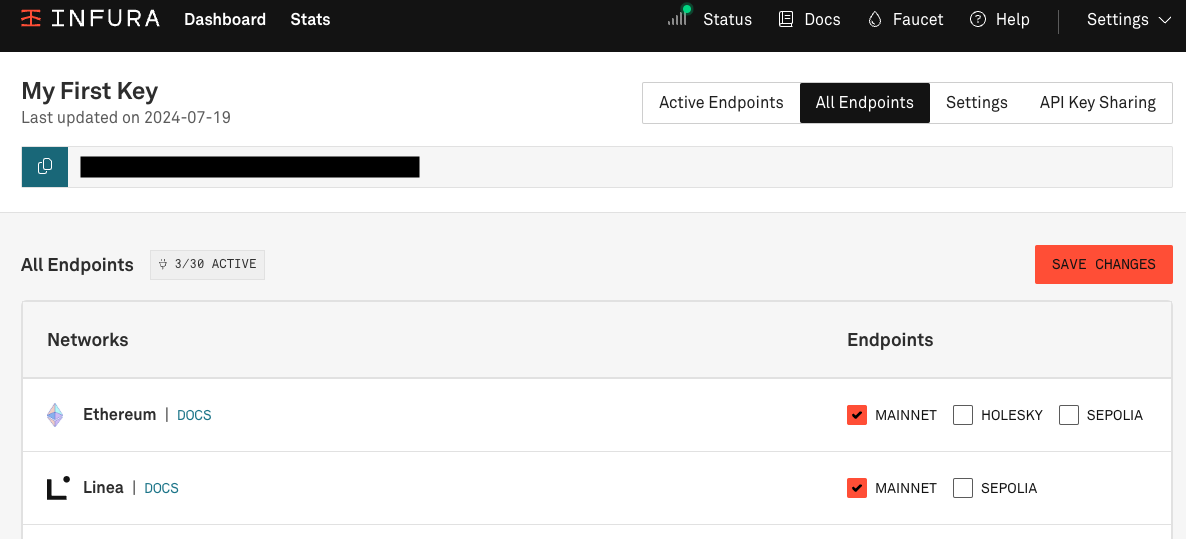 INFURA Dashboard Stats Status Docs Faucet Help Settings
My First Key
Last updated on 2024-07-19
Active Endpoints All Endpoints Settings API Key Sharing
All Endpoints 3/30 ACTIVE SAVE CHANGES
Networks Endpoints
Ethereum | DOCS MAINNET HOLESKY SEPOLIA
Linea | DOCS MAINNET SEPOLIA